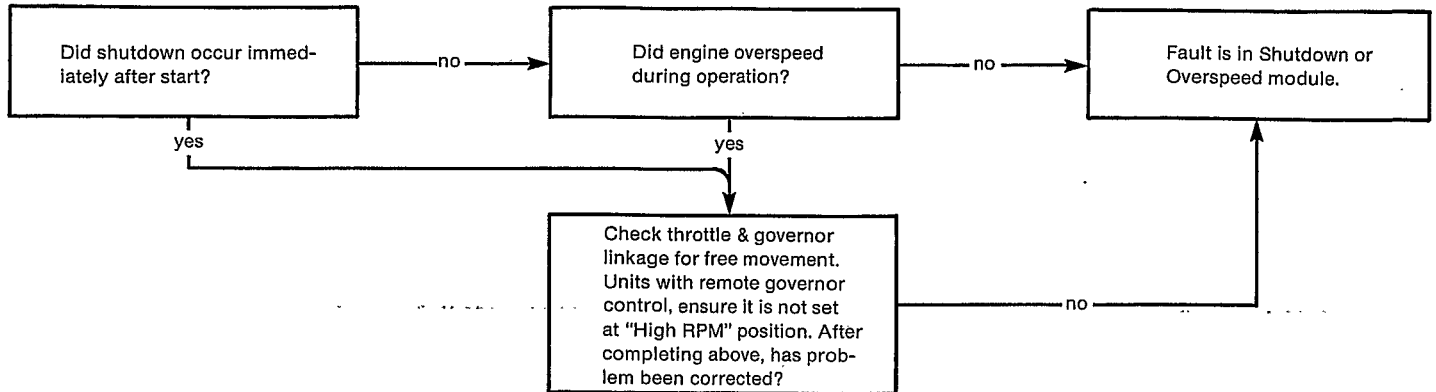 Did shutdown occur immed-
iately after start?
no
Did engine overspeed
during operation?
no
Fault is in Shutdown or
Overspeed module.
yes
yes
Check throttle & governor
linkage for free movement.
Units with remote governor
control, ensure it is not set
at “High RPM” position. After
completing above, has prob-
lem been corrected?
no